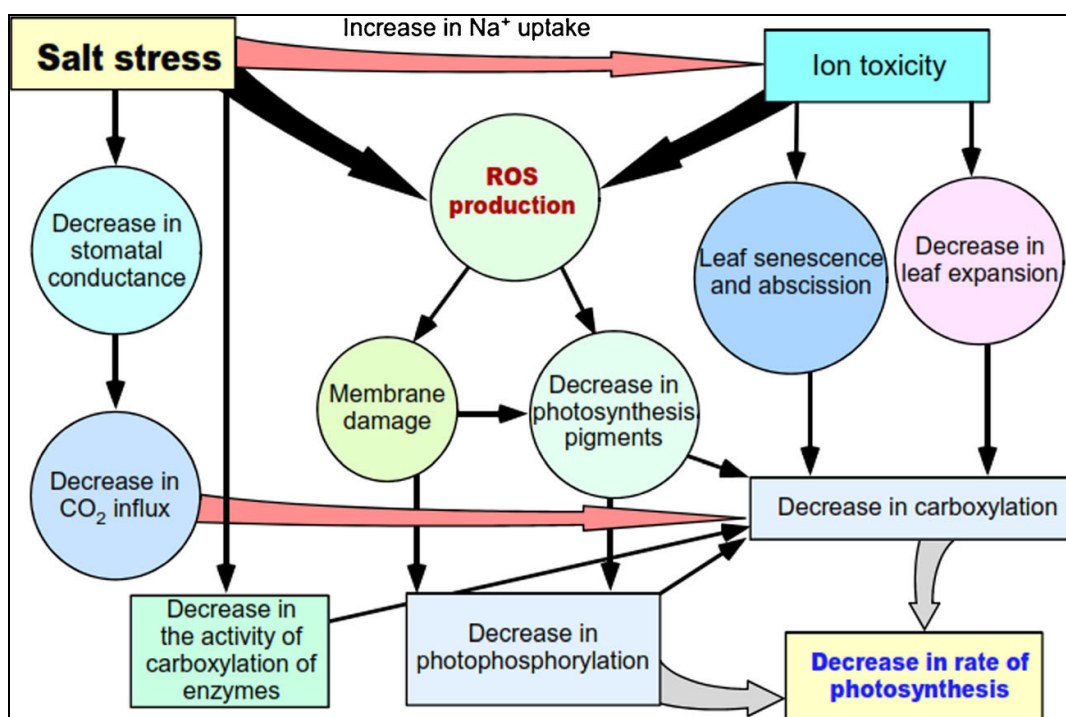 Increase in Na⁺ uptake
Salt stress
Ion toxicity
ROS
production
Decrease in
stomatal
conductance
Leaf senescence
and abscission
Decrease in
leaf expansion
Membrane
damage
Decrease in
photosynthesis
pigments
Decrease in
CO₂ influx
Decrease in carboxylation
Decrease in
the activity of
carboxylation of
enzymes
Decrease in
photophosphorylation
Decrease in rate of
photosynthesis